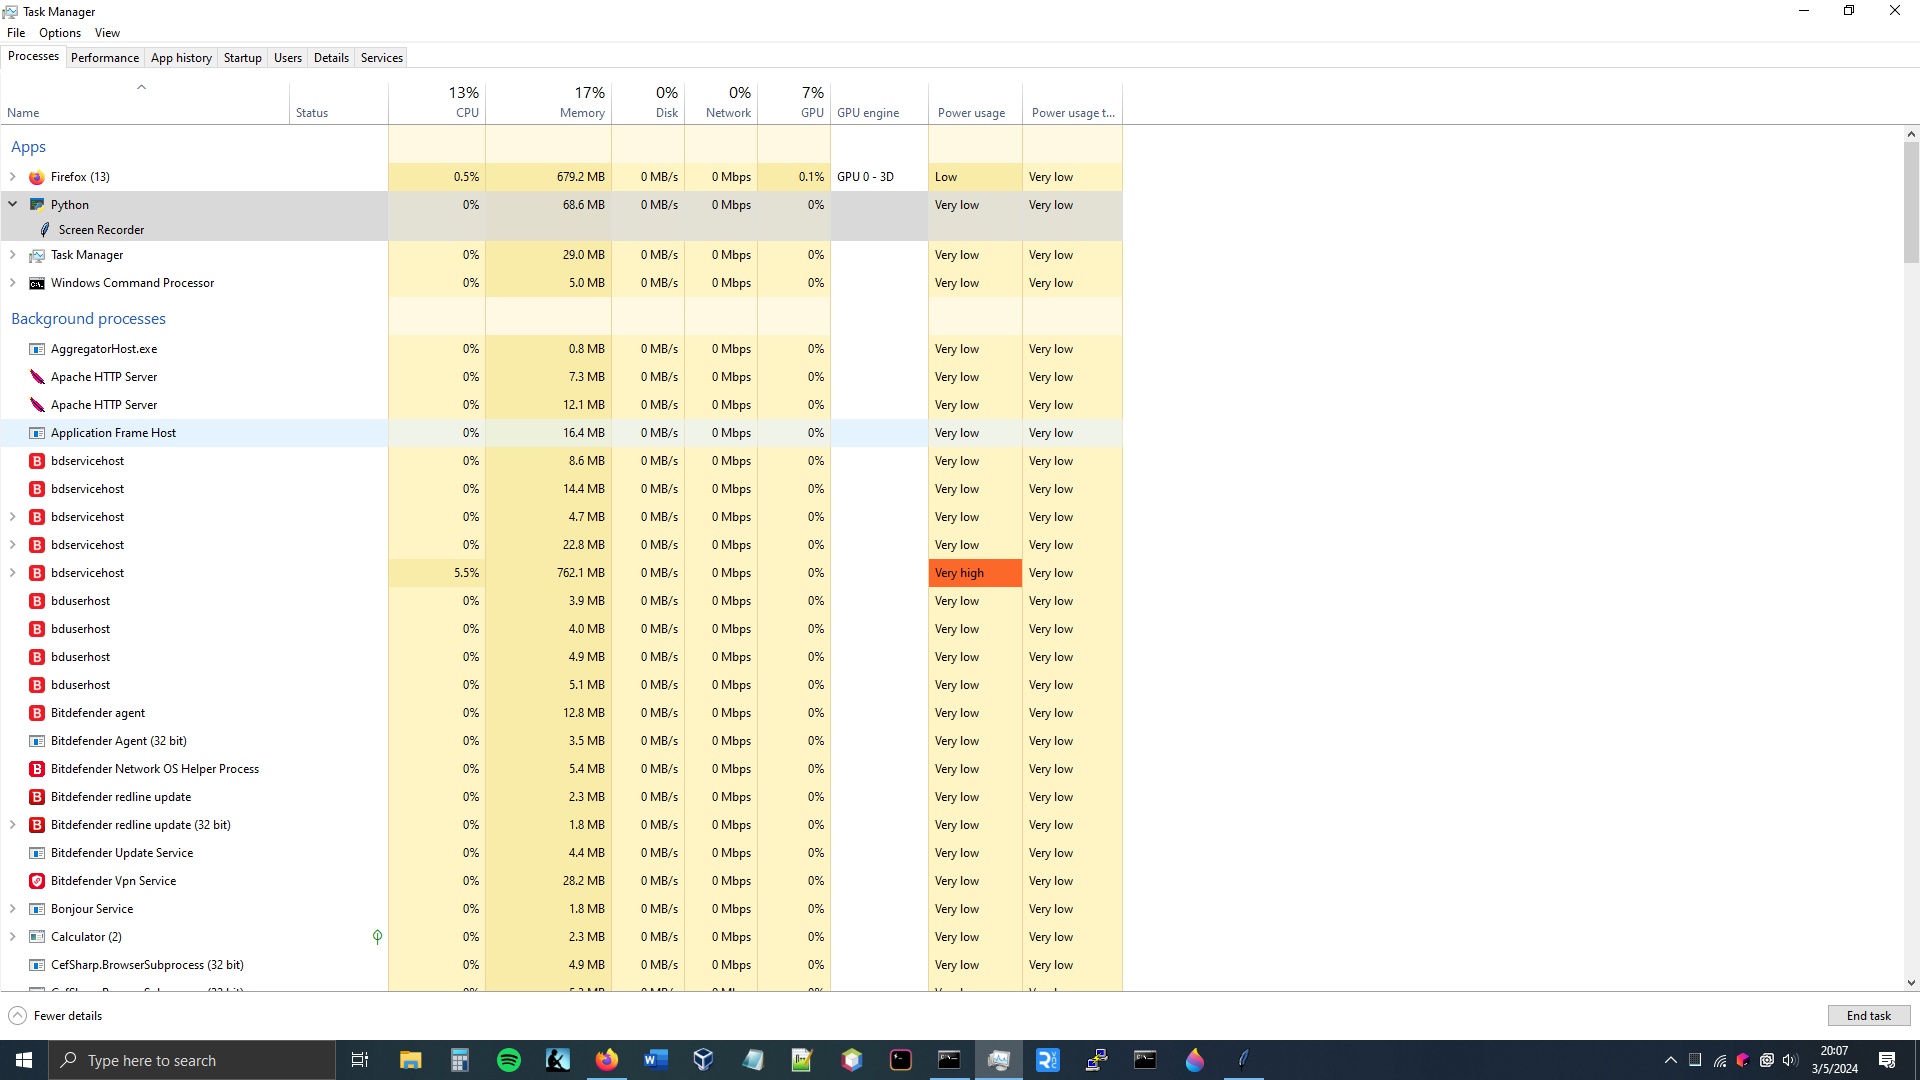 Task Manager
File Options View
Processes Performance App history Startup Users Details Services
13% 17% 0% 0% 7%
Name Status CPU Memory Disk Network GPU GPU engine Power usage Power usage t...
Apps
Firefox (13) 0.5% 679.2 MB 0 MB/s 0 Mbps 0.1% GPU 0 - 3D Low Very low
Python 0% 68.6 MB 0 MB/s 0 Mbps 0% Very low Very low
Screen Recorder
Task Manager 0% 29.0 MB 0 MB/s 0 Mbps 0% Very low Very low
Windows Command Processor 0% 5.0 MB 0 MB/s 0 Mbps 0% Very low Very low
Background processes
AggregatorHost.exe 0% 0.8 MB 0 MB/s 0 Mbps 0% Very low Very low
Apache HTTP Server 0% 7.3 MB 0 MB/s 0 Mbps 0% Very low Very low
Apache HTTP Server 0% 12.1 MB 0 MB/s 0 Mbps 0% Very low Very low
Application Frame Host 0% 16.4 MB 0 MB/s 0 Mbps 0% Very low Very low
bdservicehost 0% 8.6 MB 0 MB/s 0 Mbps 0% Very low Very low
bdservicehost 0% 14.4 MB 0 MB/s 0 Mbps 0% Very low Very low
bdservicehost 0% 4.7 MB 0 MB/s 0 Mbps 0% Very low Very low
bdservicehost 0% 22.8 MB 0 MB/s 0 Mbps 0% Very low Very low
bdservicehost 5.5% 762.1 MB 0 MB/s 0 Mbps 0% Very high Very low
bduserhost 0% 3.9 MB 0 MB/s 0 Mbps 0% Very low Very low
bduserhost 0% 4.0 MB 0 MB/s 0 Mbps 0% Very low Very low
bduserhost 0% 4.9 MB 0 MB/s 0 Mbps 0% Very low Very low
bduserhost 0% 5.1 MB 0 MB/s 0 Mbps 0% Very low Very low
Bitdefender agent 0% 12.8 MB 0 MB/s 0 Mbps 0% Very low Very low
Bitdefender Agent (32 bit) 0% 3.5 MB 0 MB/s 0 Mbps 0% Very low Very low
Bitdefender Network OS Helper Process 0% 5.4 MB 0 MB/s 0 Mbps 0% Very low Very low
Bitdefender redline update 0% 2.3 MB 0 MB/s 0 Mbps 0% Very low Very low
Bitdefender redline update (32 bit) 0% 1.8 MB 0 MB/s 0 Mbps 0% Very low Very low
Bitdefender Update Service 0% 4.4 MB 0 MB/s 0 Mbps 0% Very low Very low
Bitdefender Vpn Service 0% 28.2 MB 0 MB/s 0 Mbps 0% Very low Very low
Bonjour Service 0% 1.8 MB 0 MB/s 0 Mbps 0% Very low Very low
Calculator (2) 0% 2.3 MB 0 MB/s 0 Mbps 0% Very low Very low
CefSharp.BrowserSubprocess (32 bit) 0% 4.9 MB 0 MB/s 0 Mbps 0% Very low Very low
Fewer details End task
Type here to search
20:07
3/5/2024